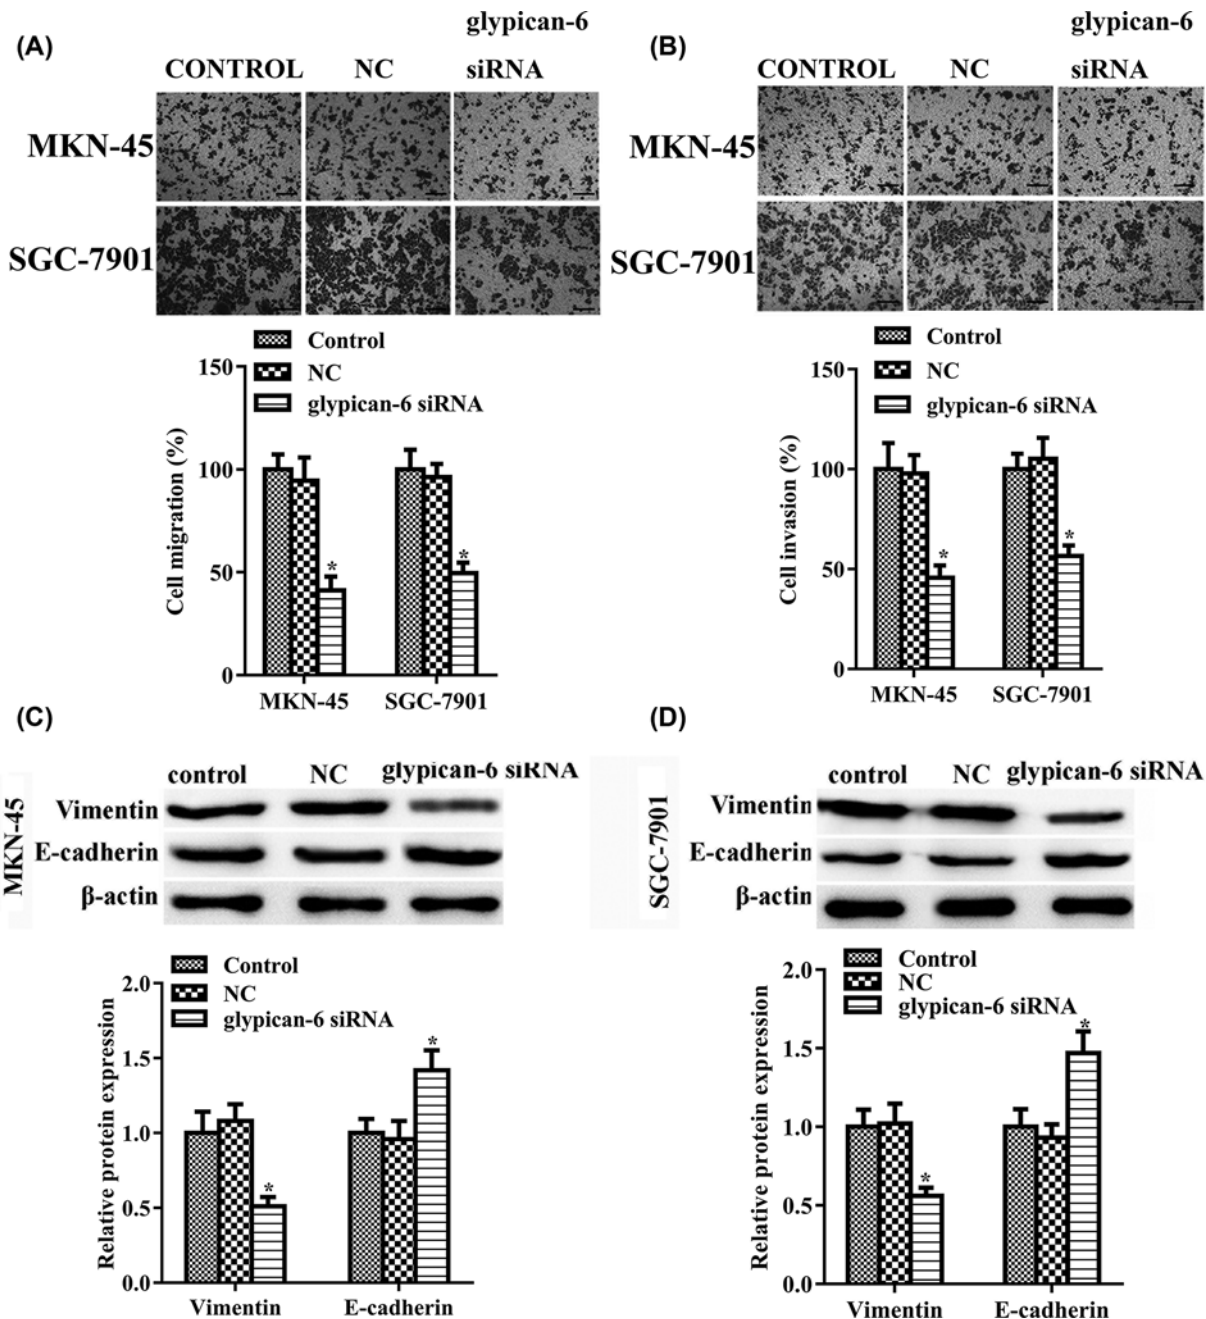 (A)
glypican-6
CONTROL NC siRNA
MKN-45
SGC-7901
Control
NC
glypican-6 siRNA
150
100
50
0
Cell migration (%)
*
*
MKN-45 SGC-7901
(B)
glypican-6
CONTROL NC siRNA
MKN-45
SGC-7901
Control
NC
glypican-6 siRNA
150
100
50
0
Cell invasion (%)
*
*
MKN-45 SGC-7901
(C)
control NC glypican-6 siRNA
MKN-45
Vimentin
E-cadherin
β-actin
Control
NC
glypican-6 siRNA
2.0
1.5
1.0
0.5
0.0
Relative protein expression
*
*
Vimentin E-cadherin
(D)
control NC glypican-6 siRNA
SGC-7901
Vimentin
E-cadherin
β-actin
Control
NC
glypican-6 siRNA
2.0
1.5
1.0
0.5
0.0
Relative protein expression
*
*
Vimentin E-cadherin